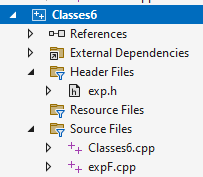 Classes6
References
External Dependencies
Header Files
exp.h
Resource Files
Source Files
Classes6.cpp
expF.cpp